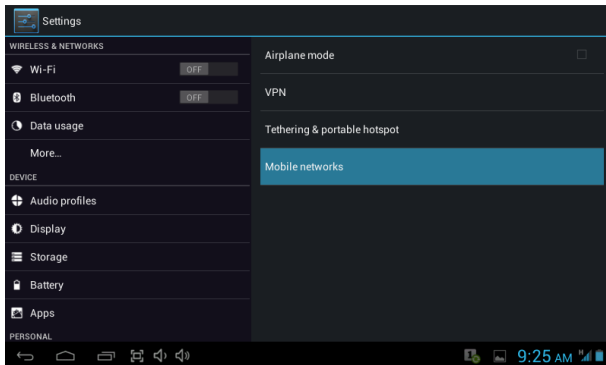 Settings
WIRELESS & NETWORKS
Wi-Fi OFF
Bluetooth OFF
Data usage
More...
DEVICE
Audio profiles
Display
Storage
Battery
Apps
PERSONAL
Airplane mode
VPN
Tethering & portable hotspot
Mobile networks
9:25 AM